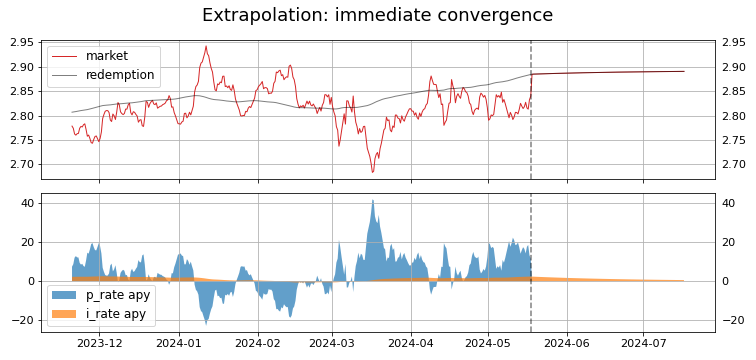 Extrapolation: immediate convergence
2.95 2.95
2.90 2.90
2.85 2.85
2.80 2.80
2.75 2.75
2.70 2.70
market
redemption
40 40
20 20
0 0
−20 −20
p_rate apy
i_rate apy
2023-12 2024-01 2024-02 2024-03 2024-04 2024-05 2024-06 2024-07